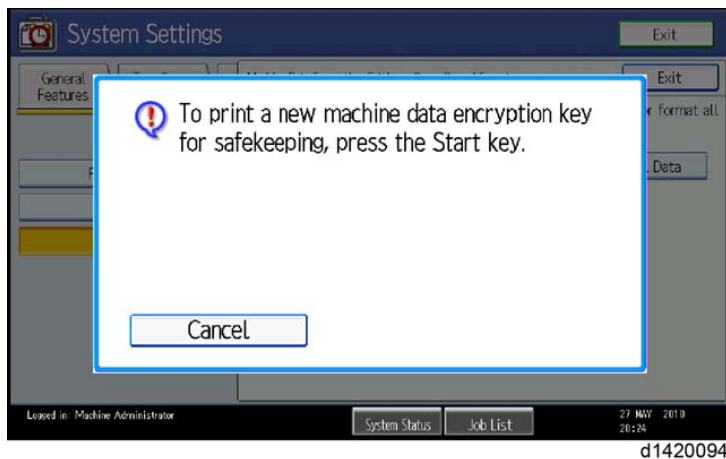 System Settings
Exit
General
Features
Exit
format all
Data
To print a new machine data encryption key
for safekeeping, press the Start key.
Cancel
Logged in: Machine Administrator
System Status
Job List
27 MAY 2010
20:24
d1420094